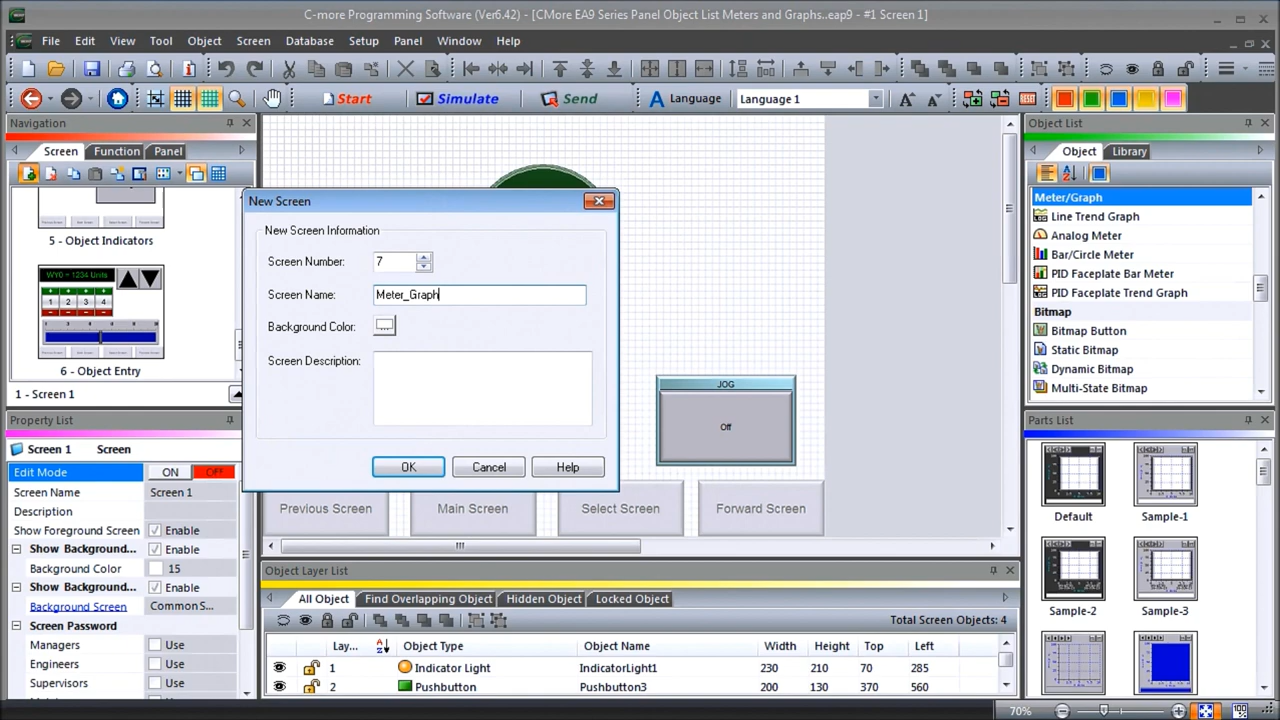 C-more Programming Software (Ver6.42) - [CMore EA9 Series Panel Object List Meters and Graphs..eap9 - #1 Screen 1]
File Edit View Tool Object Screen Database Setup Panel Window Help
Start Simulate Send Language Language 1
Navigation
Screen Function Panel
5 - Object Indicators
WY0 = 1234 Units
1 2 3 4
6 - Object Entry
1 - Screen 1
Property List
Screen 1 Screen
Edit Mode ON OFF
Screen Name Screen 1
Description
Show Foreground Screen Enable
Show Background... Enable
Background Color 15
Show Background... Enable
Background Screen Common S...
Screen Password
Managers Use
Engineers Use
Supervisors Use
New Screen
New Screen Information
Screen Number: 7
Screen Name: Meter_Graph
Background Color:
Screen Description:
OK Cancel Help
JOG
Off
Previous Screen Main Screen Select Screen Forward Screen
Object Layer List
All Object Find Overlapping Object Hidden Object Locked Object
Total Screen Objects: 4
Lay... Object Type Object Name Width Height Top Left
1 Indicator Light IndicatorLight1 230 210 70 285
2 Pushbutton Pushbutton3 200 130 370 560
Object List
Object Library
Meter/Graph
Line Trend Graph
Analog Meter
Bar/Circle Meter
PID Faceplate Bar Meter
PID Faceplate Trend Graph
Bitmap
Bitmap Button
Static Bitmap
Dynamic Bitmap
Multi-State Bitmap
Parts List
Default Sample-1
Sample-2 Sample-3
70%